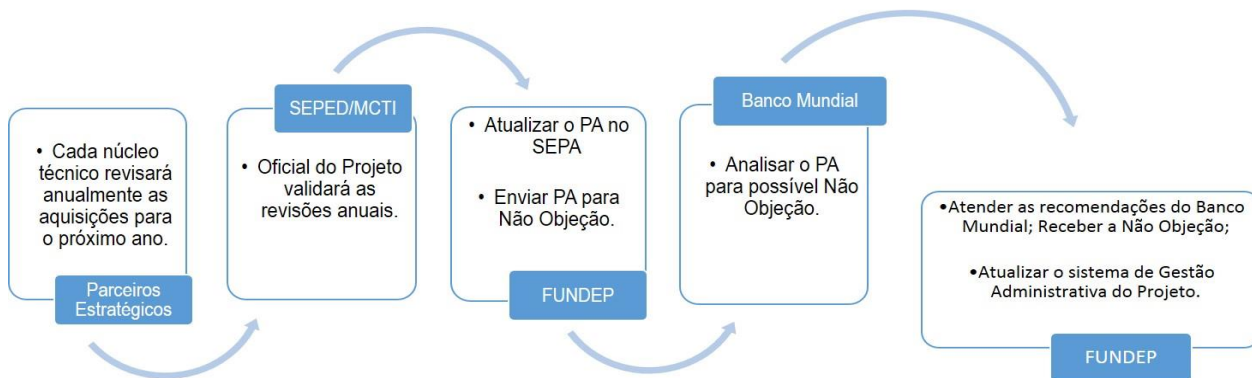 • Cada núcleo
técnico revisará
anualmente as
aquisições para
o próximo ano.
Parceiros
Estratégicos
SEPED/MCTI
• Oficial do Projeto
validará as
revisões anuais.
• Atualizar o PA no
SEPA
• Enviar PA para
Não Objeção.
FUNDEP
Banco Mundial
• Analisar o PA
para possível Não
Objeção.
•Atender as recomendações do Banco
Mundial; Receber a Não Objeção;
•Atualizar o sistema de Gestão
Administrativa do Projeto.
FUNDEP